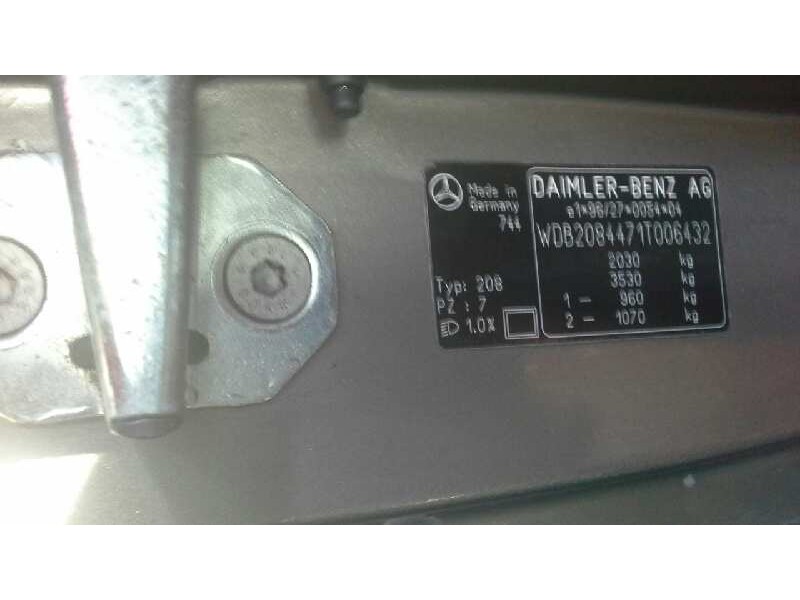 Made in
Germany
744
DAIMLER-BENZ AG
e1*96/27*0054*04
WDB2084471T006432
2030 kg
3530 kg
1 - 960 kg
2 - 1070 kg
Typ: 208
PZ : 7
1.0%